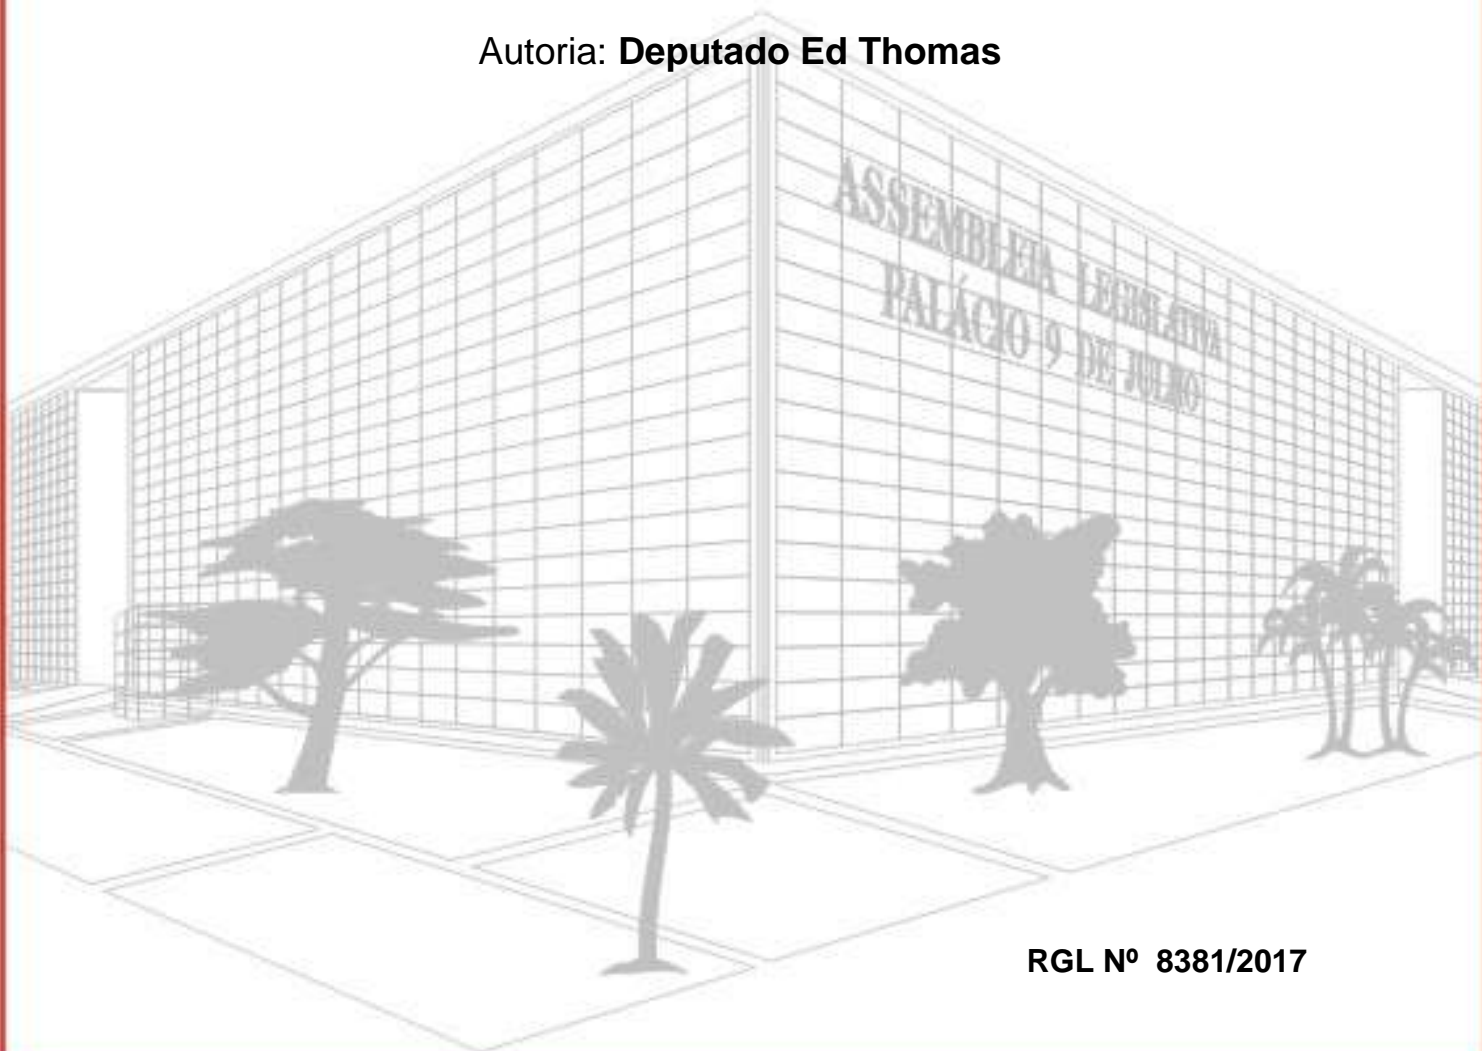 Autoria: Deputado Ed Thomas
ASSEMBLEIA LEGISLATIVA
PALÁCIO 9 DE JULHO
RGL Nº 8381/2017